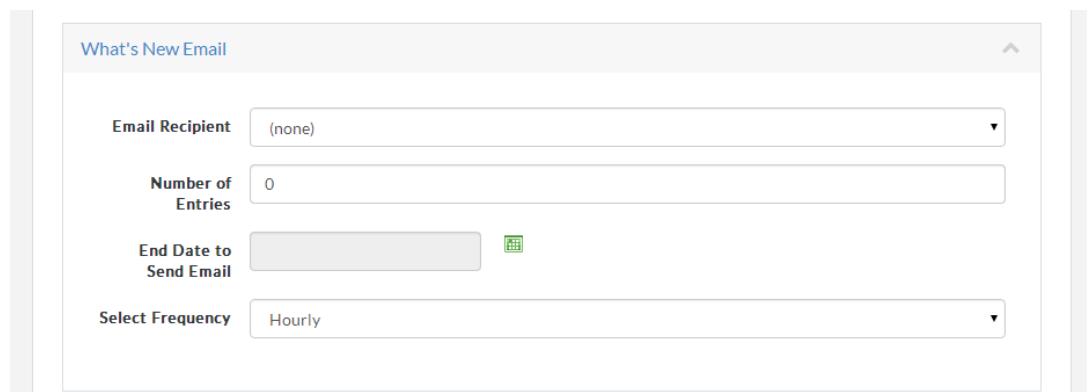 What's New Email
Email Recipient
(none)
Number of
Entries
0
End Date to
Send Email
Select Frequency
Hourly